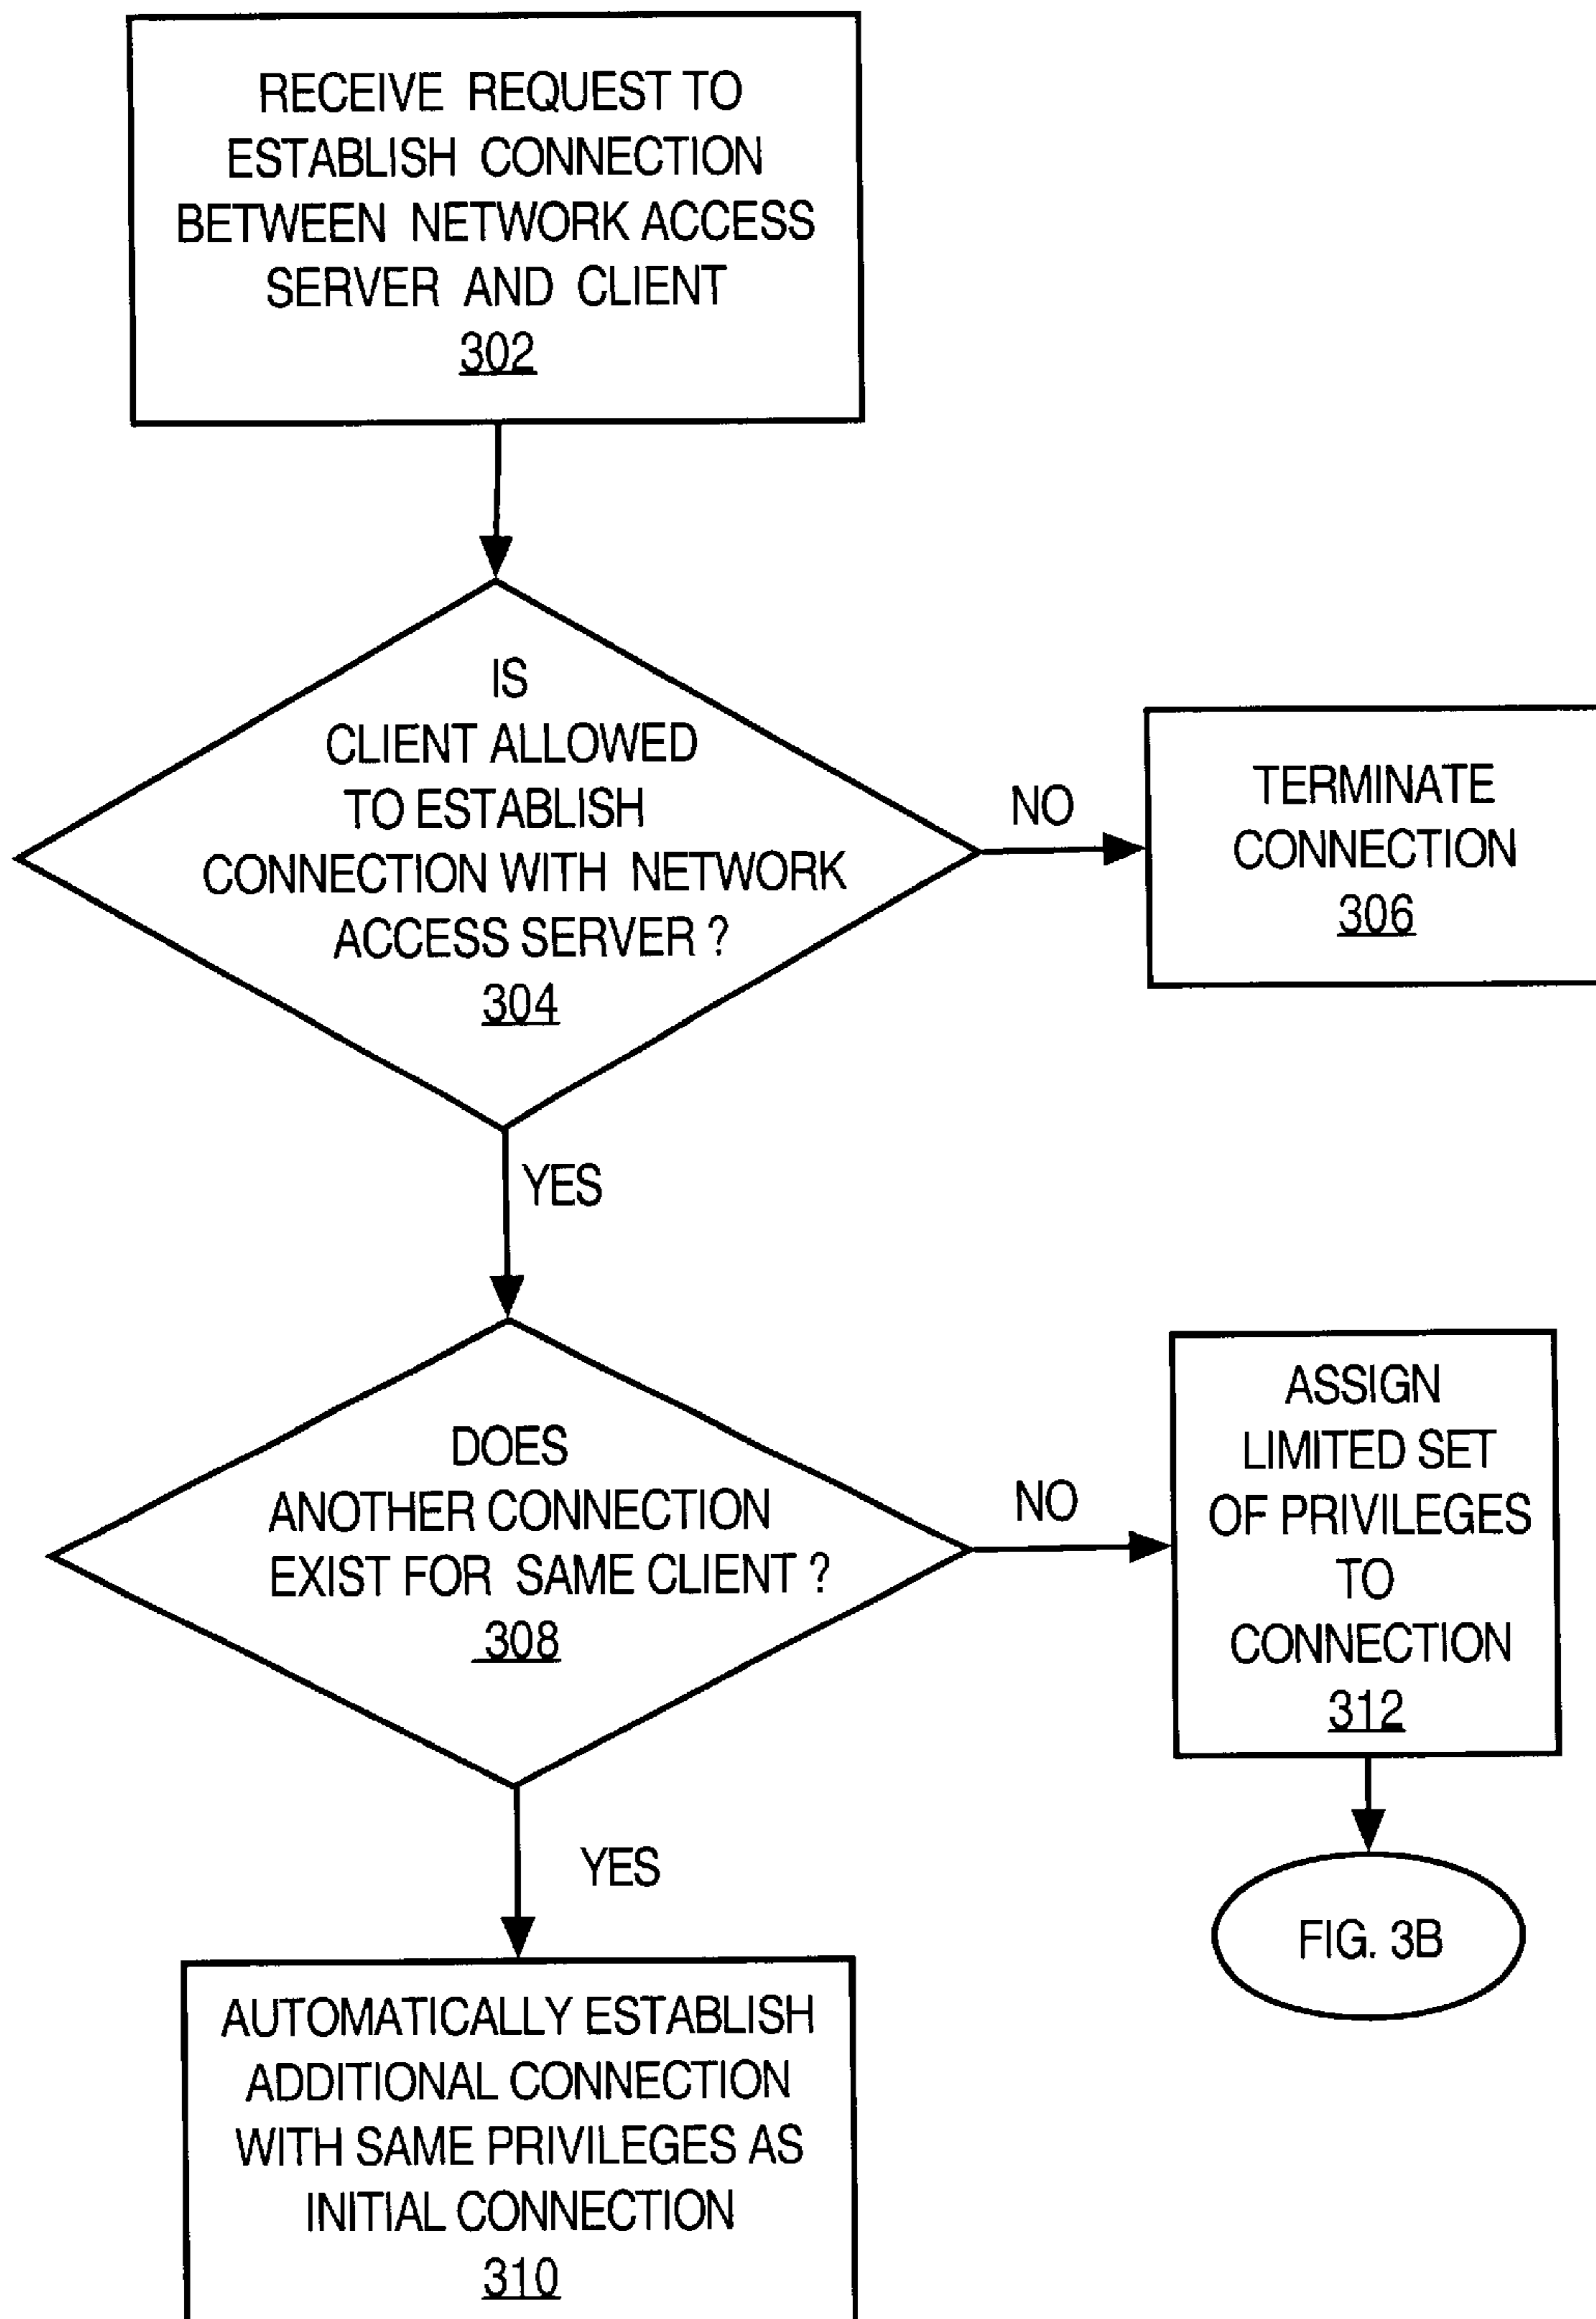 RECEIVE REQUEST TO
ESTABLISH CONNECTION
BETWEEN NETWORK ACCESS
SERVER AND CLIENT
302
IS
CLIENT ALLOWED
TO ESTABLISH
CONNECTION WITH NETWORK
ACCESS SERVER ?
304
NO
TERMINATE
CONNECTION
306
YES
DOES
ANOTHER CONNECTION
EXIST FOR SAME CLIENT ?
308
NO
ASSIGN
LIMITED SET
OF PRIVILEGES
TO
CONNECTION
312
FIG. 3B
YES
AUTOMATICALLY ESTABLISH
ADDITIONAL CONNECTION
WITH SAME PRIVILEGES AS
INITIAL CONNECTION
310